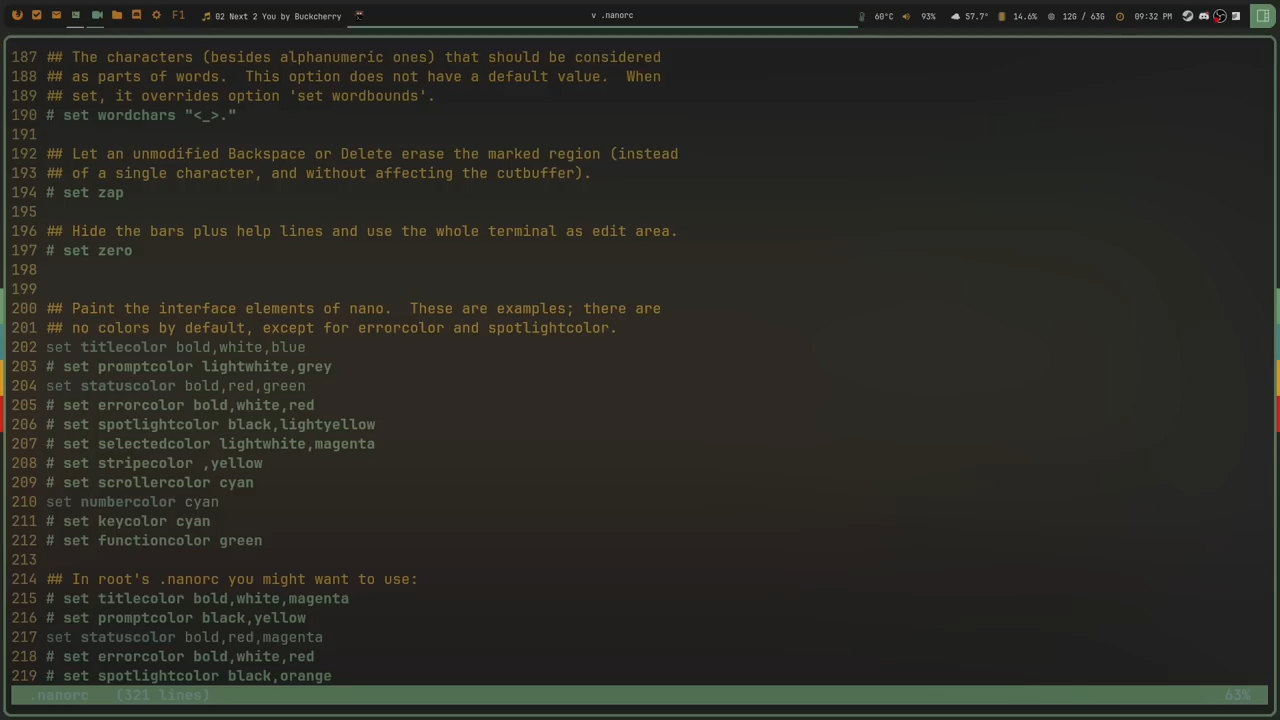 F1 02 Next 2 You by Buckcherry v .nanorc 60°C 93% 57.7° 14.6% 12G / 63G 09:32 PM
187 ## The characters (besides alphanumeric ones) that should be considered
188 ## as parts of words.  This option does not have a default value.  When
189 ## set, it overrides option 'set wordbounds'.
190 # set wordchars "<_>."
191
192 ## Let an unmodified Backspace or Delete erase the marked region (instead
193 ## of a single character, and without affecting the cutbuffer).
194 # set zap
195
196 ## Hide the bars plus help lines and use the whole terminal as edit area.
197 # set zero
198
199
200 ## Paint the interface elements of nano.  These are examples; there are
201 ## no colors by default, except for errorcolor and spotlightcolor.
202 set titlecolor bold,white,blue
203 # set promptcolor lightwhite,grey
204 set statuscolor bold,red,green
205 # set errorcolor bold,white,red
206 # set spotlightcolor black,lightyellow
207 # set selectedcolor lightwhite,magenta
208 # set stripecolor ,yellow
209 # set scrollercolor cyan
210 set numbercolor cyan
211 # set keycolor cyan
212 # set functioncolor green
213
214 ## In root's .nanorc you might want to use:
215 # set titlecolor bold,white,magenta
216 # set promptcolor black,yellow
217 set statuscolor bold,red,magenta
218 # set errorcolor bold,white,red
219 # set spotlightcolor black,orange
.nanorc (321 lines) 63%